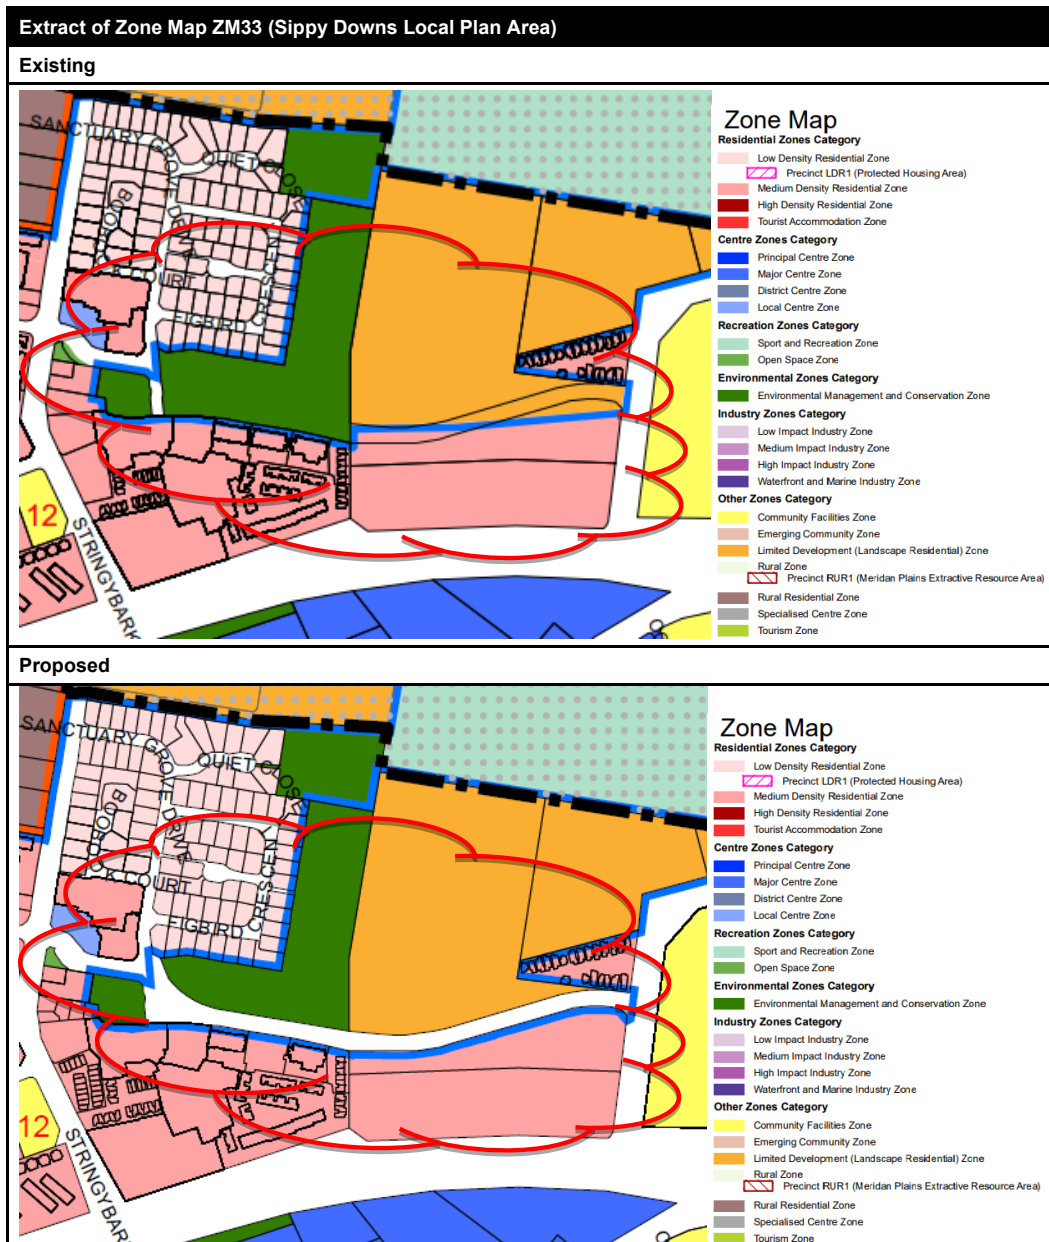 Extract of Zone Map ZM33 (Sippy Downs Local Plan Area)
Existing
SANCTUARY GROVE DRIVE
QUIET CLOSE
COURT
FIGBIRD CRESCENT
12
STRINGYBARK
Zone Map
Residential Zones Category
Low Density Residential Zone
Precinct LDR1 (Protected Housing Area)
Medium Density Residential Zone
High Density Residential Zone
Tourist Accommodation Zone
Centre Zones Category
Principal Centre Zone
Major Centre Zone
District Centre Zone
Local Centre Zone
Recreation Zones Category
Sport and Recreation Zone
Open Space Zone
Environmental Zones Category
Environmental Management and Conservation Zone
Industry Zones Category
Low Impact Industry Zone
Medium Impact Industry Zone
High Impact Industry Zone
Waterfront and Marine Industry Zone
Other Zones Category
Community Facilities Zone
Emerging Community Zone
Limited Development (Landscape Residential) Zone
Rural Zone
Precinct RUR1 (Meridan Plains Extractive Resource Area)
Rural Residential Zone
Specialised Centre Zone
Tourism Zone
Proposed
SANCTUARY GROVE DRIVE
QUIET CLOSE
COURT
FIGBIRD CRESCENT
12
STRINGYBARK
Zone Map
Residential Zones Category
Low Density Residential Zone
Precinct LDR1 (Protected Housing Area)
Medium Density Residential Zone
High Density Residential Zone
Tourist Accommodation Zone
Centre Zones Category
Principal Centre Zone
Major Centre Zone
District Centre Zone
Local Centre Zone
Recreation Zones Category
Sport and Recreation Zone
Open Space Zone
Environmental Zones Category
Environmental Management and Conservation Zone
Industry Zones Category
Low Impact Industry Zone
Medium Impact Industry Zone
High Impact Industry Zone
Waterfront and Marine Industry Zone
Other Zones Category
Community Facilities Zone
Emerging Community Zone
Limited Development (Landscape Residential) Zone
Rural Zone
Precinct RUR1 (Meridan Plains Extractive Resource Area)
Rural Residential Zone
Specialised Centre Zone
Tourism Zone